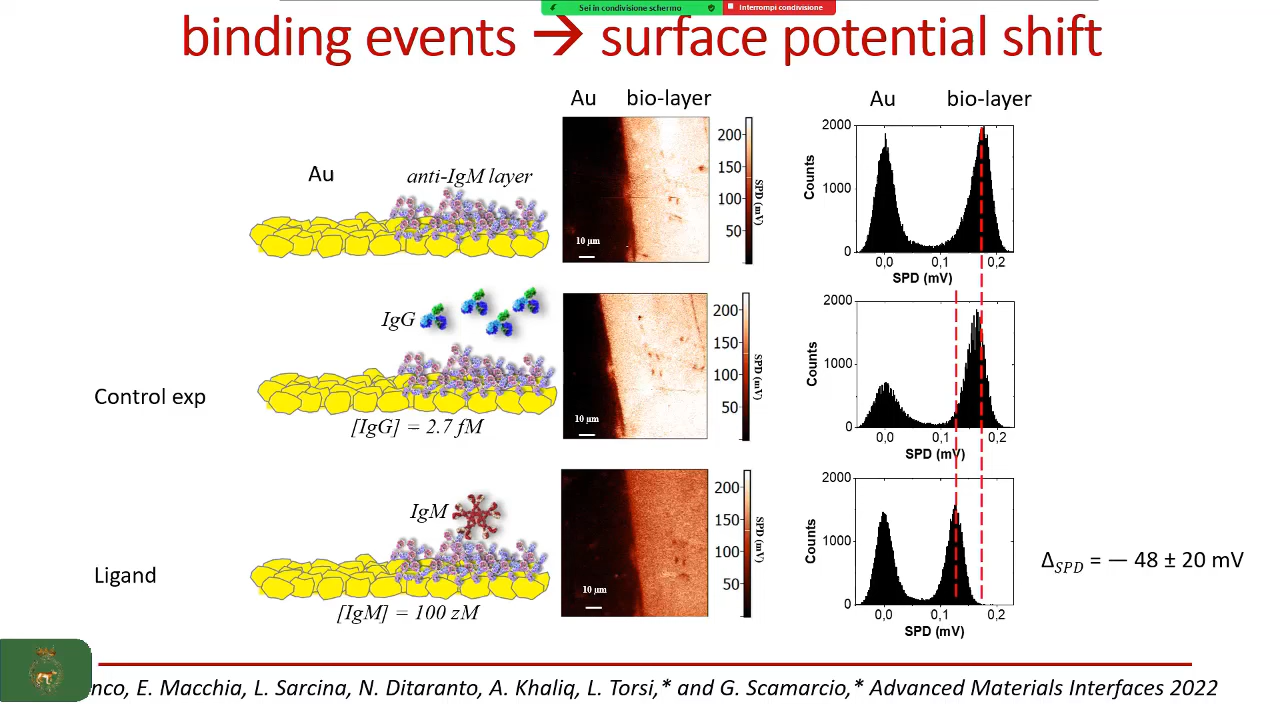 Sei in condivisione schermo
Interrompi condivisione
binding events → surface potential shift
Au bio-layer
Au bio-layer
Au
anti-IgM layer
10 μm
200
150
100
50
SPD (mV)
2000
1000
0
Counts
0,0 0,1 0,2
SPD (mV)
IgG
Control exp
[IgG] = 2.7 fM
10 μm
200
150
100
50
SPD (mV)
2000
1000
0
Counts
0,0 0,1 0,2
SPD (mV)
IgM
Ligand
[IgM] = 100 zM
10 μm
200
150
100
50
SPD (mV)
2000
1000
0
Counts
0,0 0,1 0,2
SPD (mV)
Δ_SPD = — 48 ± 20 mV
E. Macchia, L. Sarcina, N. Ditaranto, A. Khaliq, L. Torsi,* and G. Scamarcio,* Advanced Materials Interfaces 2022